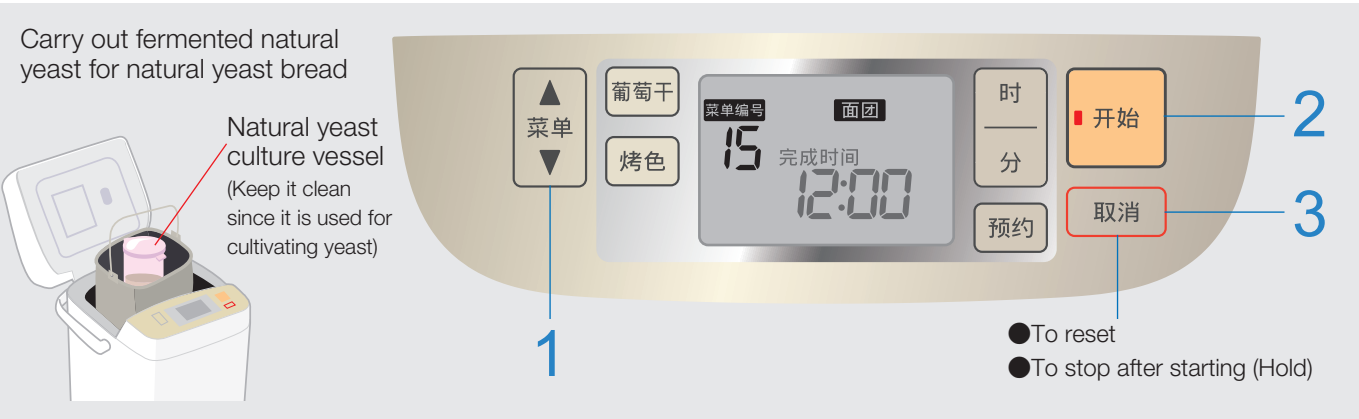 Carry out fermented natural
yeast for natural yeast bread
Natural yeast
culture vessel
(Keep it clean
since it is used for
cultivating yeast)
菜单
葡萄干
烤色
菜单编号
面团
15
完成时间
12:00
时
分
预约
开始
取消
1
2
3
●To reset
●To stop after starting (Hold)